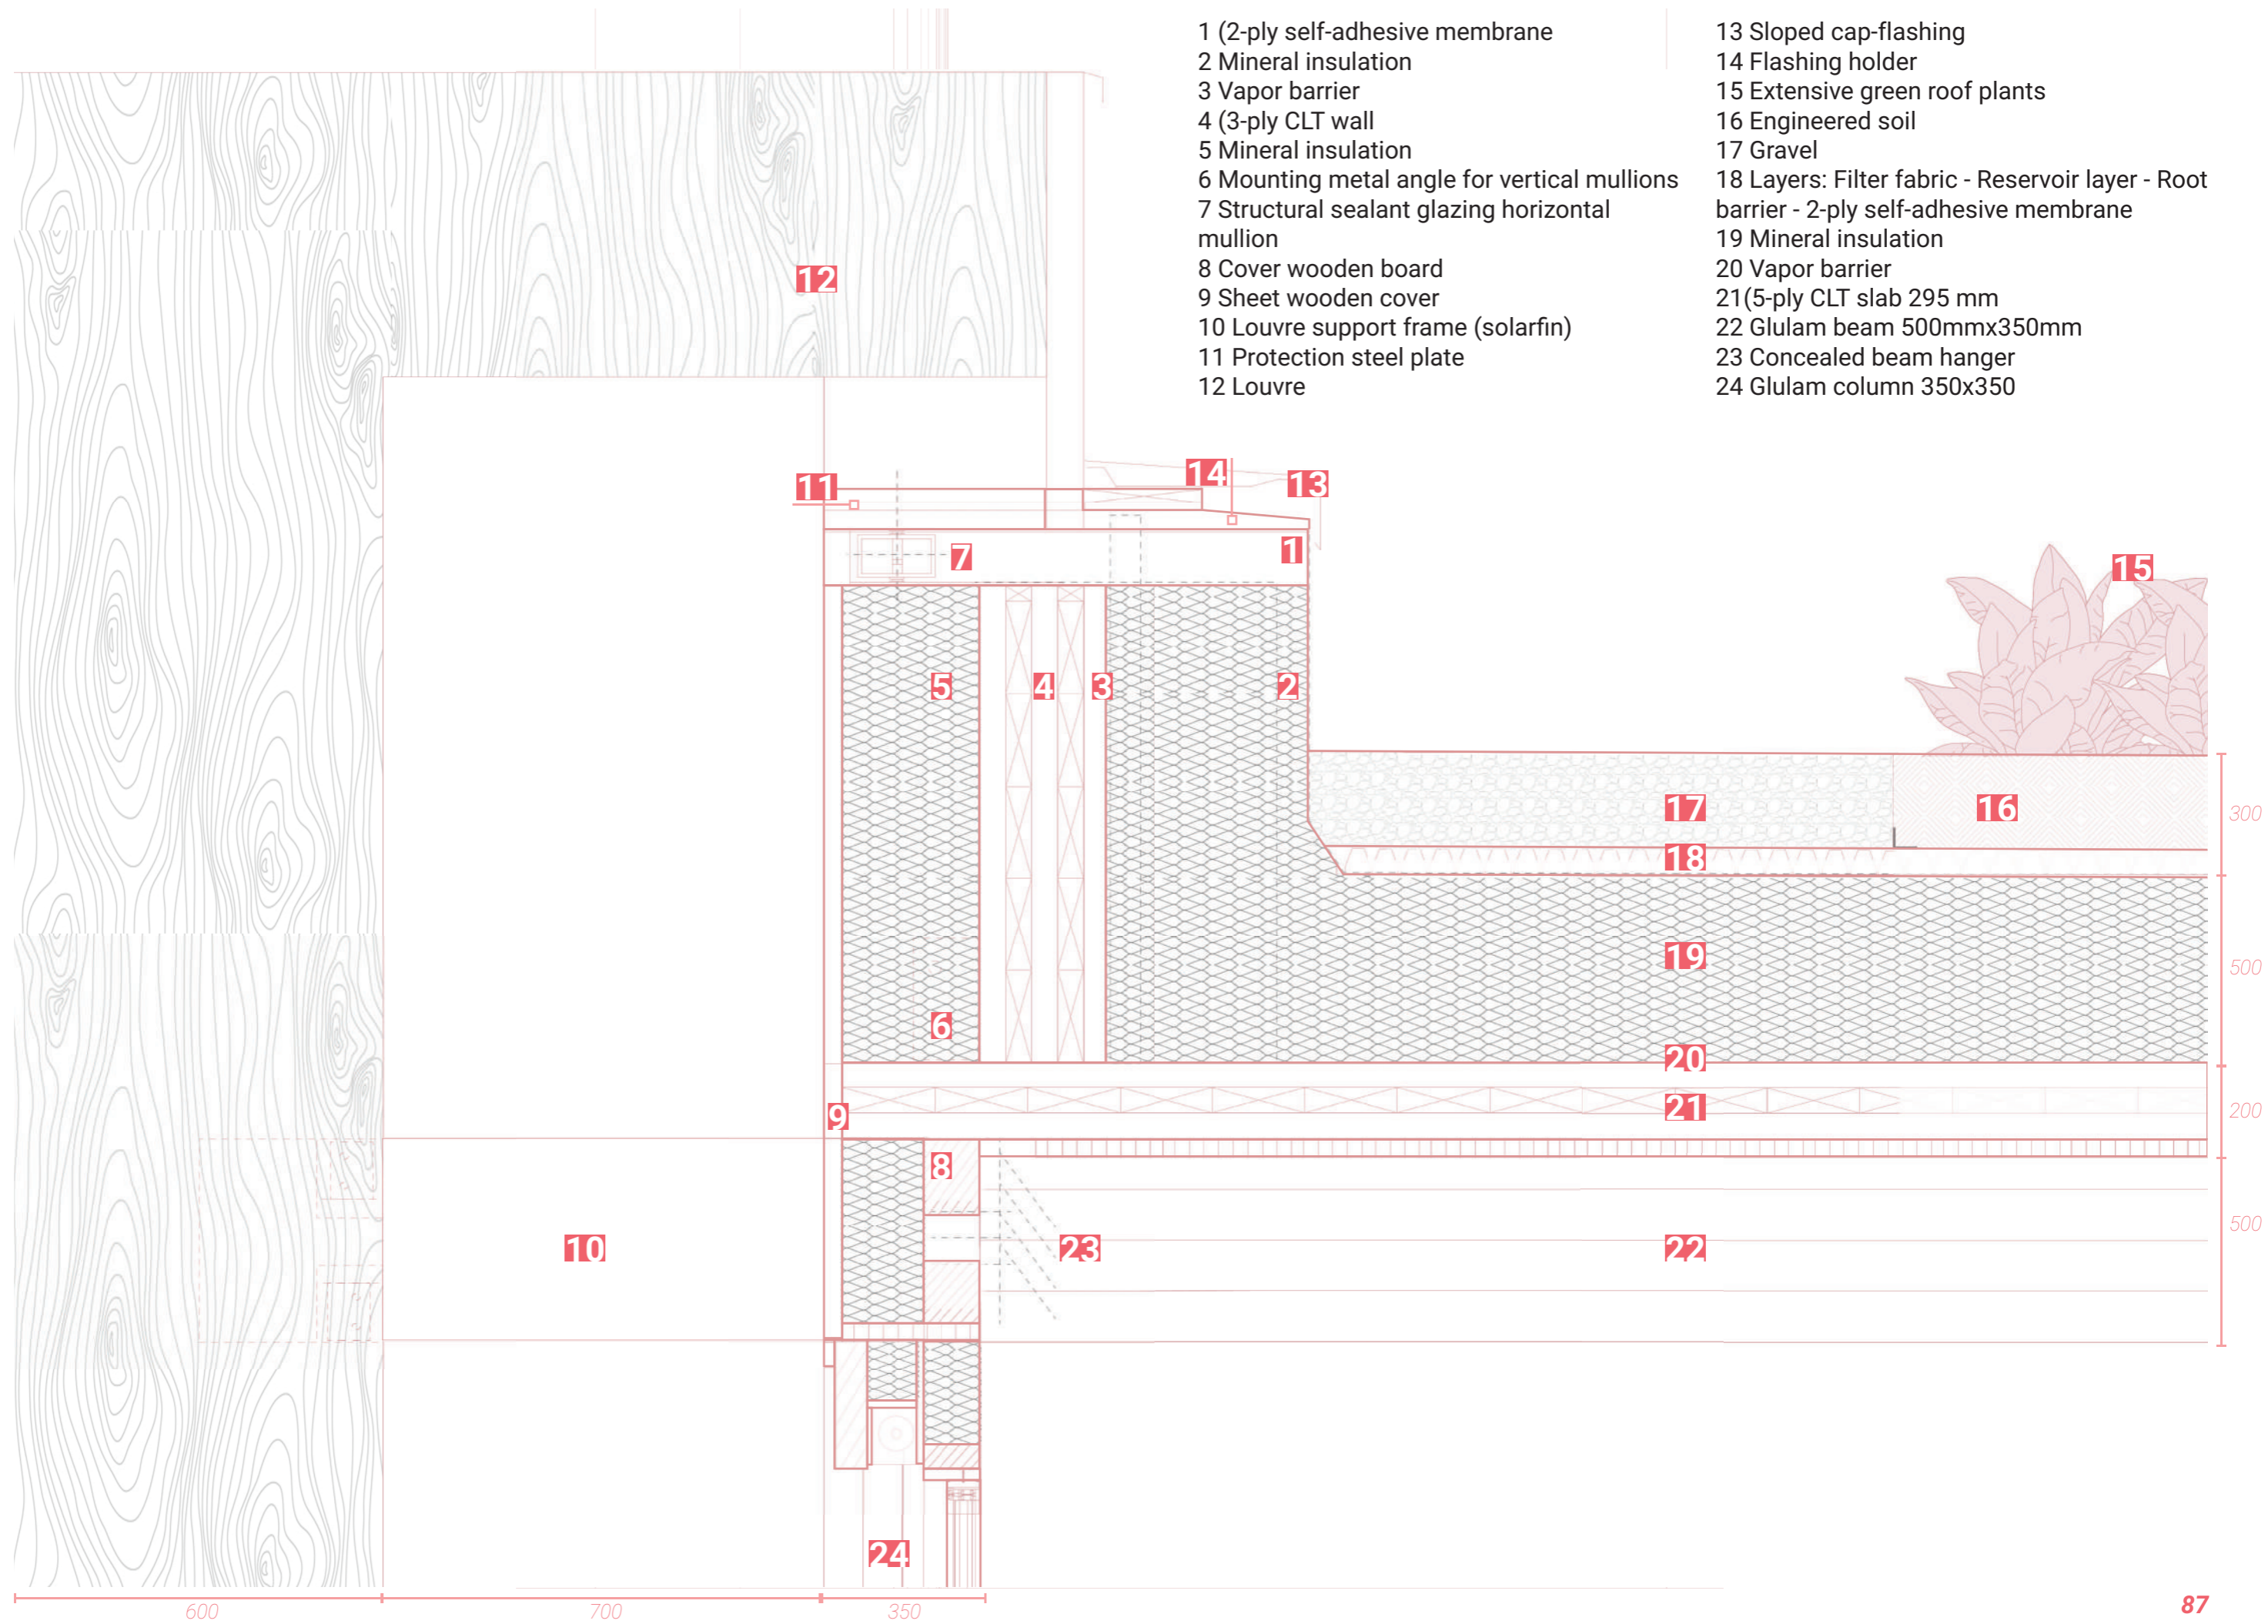 1 (2-ply self-adhesive membrane
2 Mineral insulation
3 Vapor barrier
4 (3-ply CLT wall
5 Mineral insulation
6 Mounting metal angle for vertical mullions
7 Structural sealant glazing horizontal
mullion
8 Cover wooden board
9 Sheet wooden cover
10 Louvre support frame (solarfin)
11 Protection steel plate
12 Louvre
13 Sloped cap-flashing
14 Flashing holder
15 Extensive green roof plants
16 Engineered soil
17 Gravel
18 Layers: Filter fabric - Reservoir layer - Root
barrier - 2-ply self-adhesive membrane
19 Mineral insulation
20 Vapor barrier
21(5-ply CLT slab 295 mm
22 Glulam beam 500mmx350mm
23 Concealed beam hanger
24 Glulam column 350x350
12
11
14
13
7
1
15
5
4
3
2
17
16
300
18
19
500
6
20
9
21
200
8
10
23
22
500
24
600
700
350
87